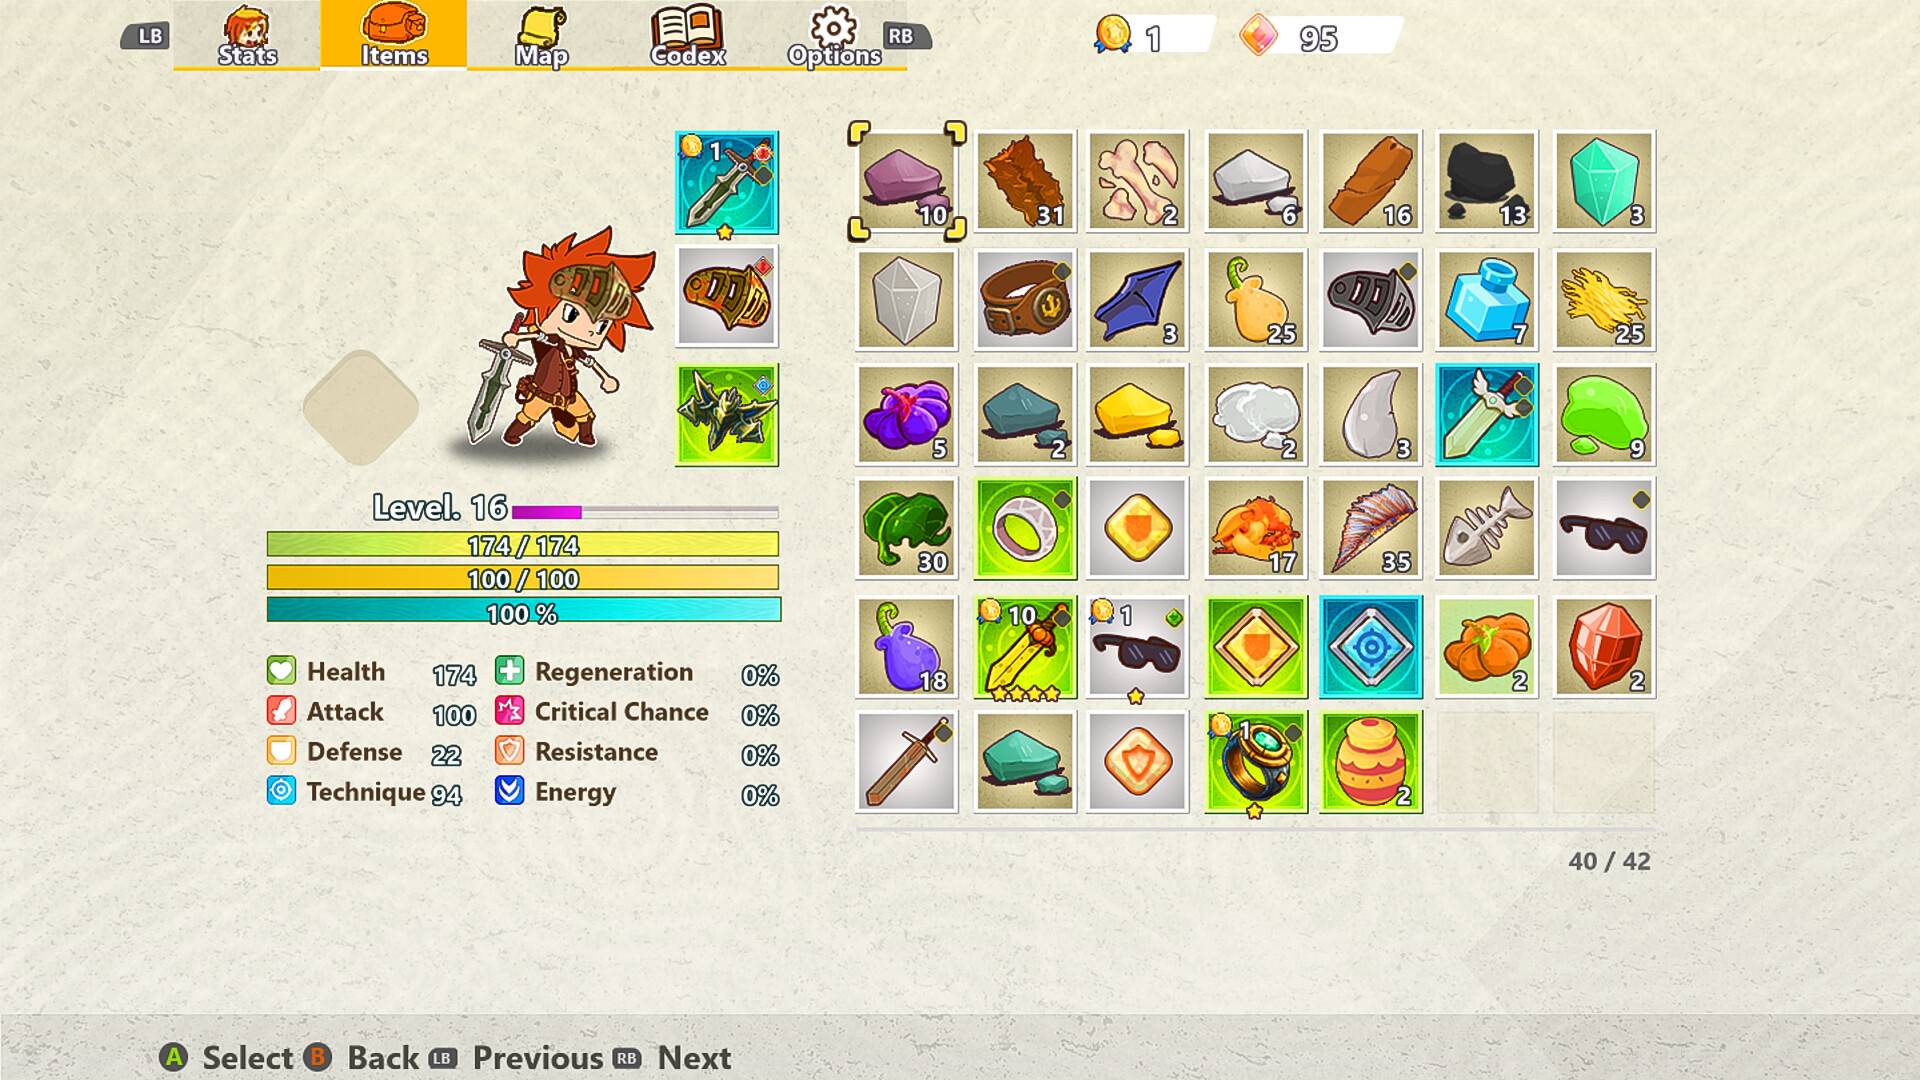 LB Stats Items Map Codex Options RB 1 95
1
10 31 2 6 16 13 3
3 25 7 25
5 2 2 3 9
30 17 35
18 10 1 2 2
1 2
40 / 42
Level. 16
174 / 174
100 / 100
100 %
Health 174 Regeneration 0%
Attack 100 Critical Chance 0%
Defense 22 Resistance 0%
Technique 94 Energy 0%
A Select B Back LB Previous RB Next